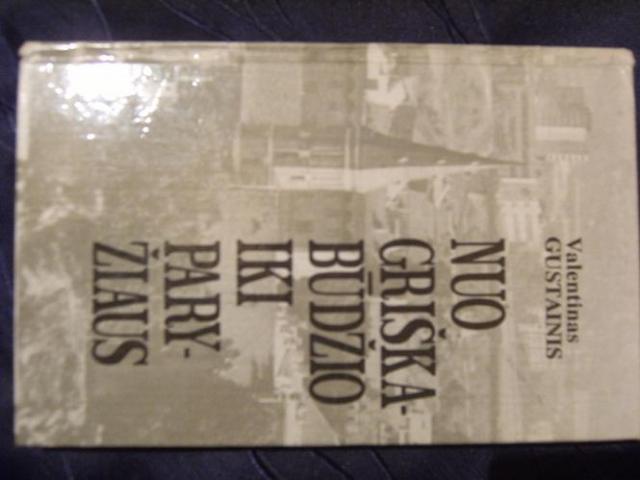 Valentinas
GUSTAINIS
NUO
GRIŠKA-
BŪDŽIO
IKI
PARY-
ŽIAUS